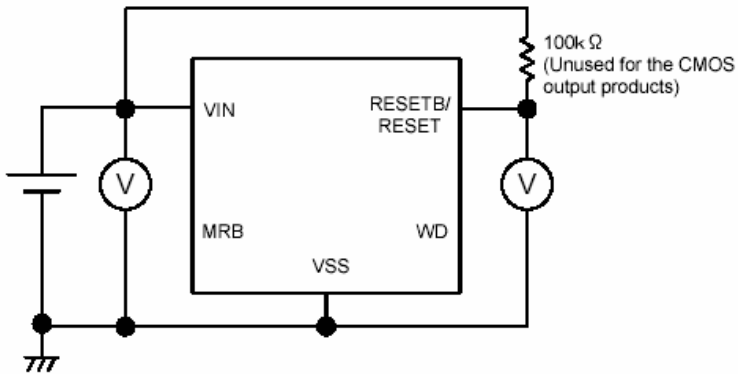 100k Ω
(Unused for the CMOS
output products)
VIN
RESETB/
RESET
V
V
MRB
WD
VSS